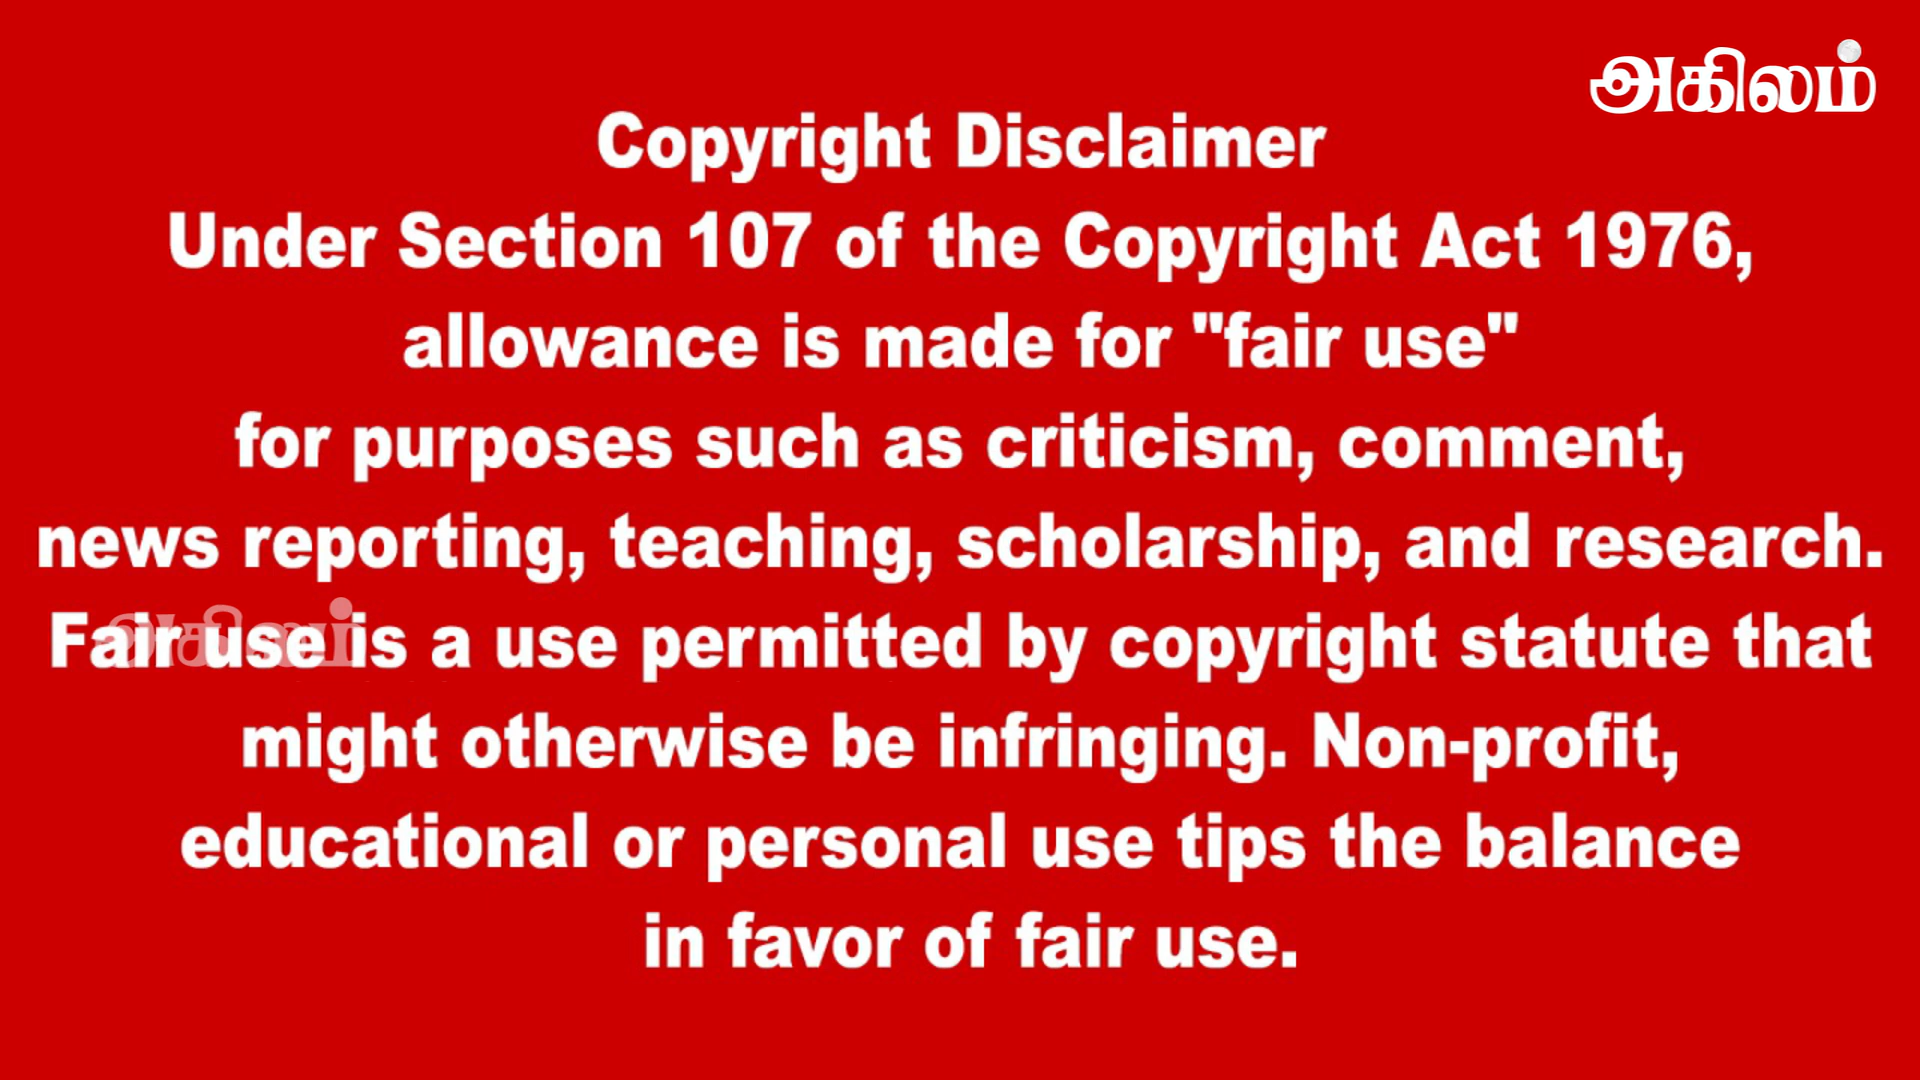 அகிலம்
Copyright Disclaimer
Under Section 107 of the Copyright Act 1976,
allowance is made for "fair use"
for purposes such as criticism, comment,
news reporting, teaching, scholarship, and research.
Fair use is a use permitted by copyright statute that
அகிலம்
might otherwise be infringing. Non-profit,
educational or personal use tips the balance
in favor of fair use.